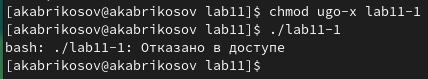 [akabrikosov@akabrikosov lab11]$ chmod ugo-x lab11-1
[akabrikosov@akabrikosov lab11]$ ./lab11-1
bash: ./lab11-1: Отказано в доступе
[akabrikosov@akabrikosov lab11]$